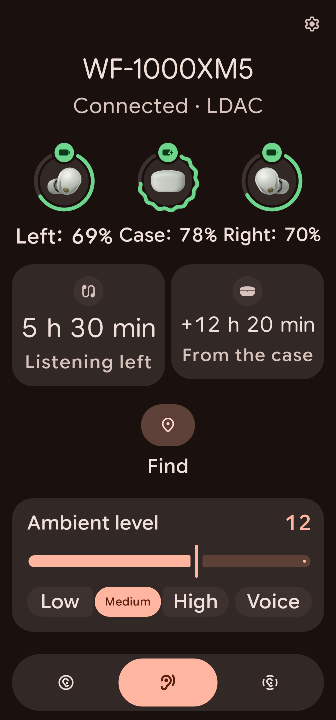 WF-1000XM5
Connected · LDAC
Left: 69% Case: 78% Right: 70%
5 h 30 min
Listening left
+12 h 20 min
From the case
Find
Ambient level 12
Low Medium High Voice